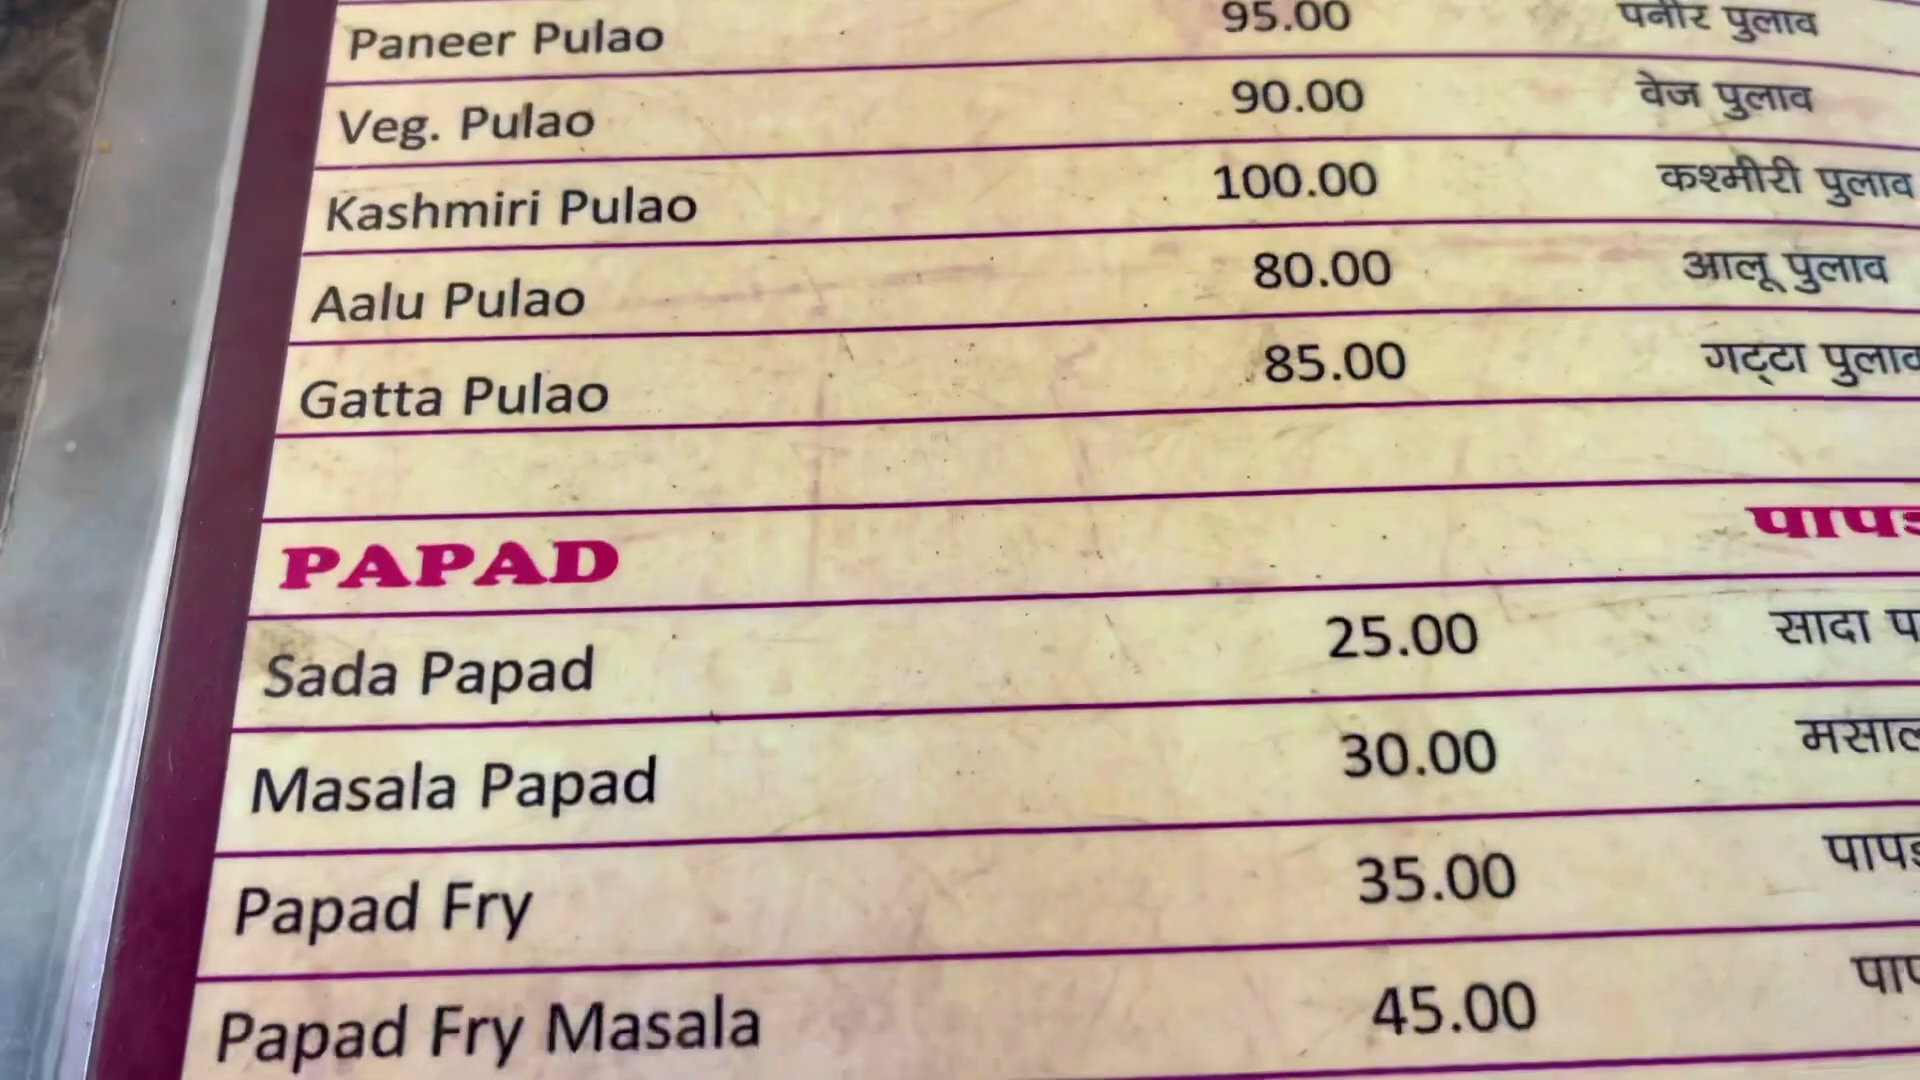 Paneer Pulao 95.00 पनीर पुलाव
Veg. Pulao 90.00 वेज पुलाव
Kashmiri Pulao 100.00 कश्मीरी पुलाव
Aalu Pulao 80.00 आलू पुलाव
Gatta Pulao 85.00 गट्टा पुलाव
PAPAD
Sada Papad 25.00 सादा
Masala Papad 30.00
Papad Fry 35.00
Papad Fry Masala 45.00